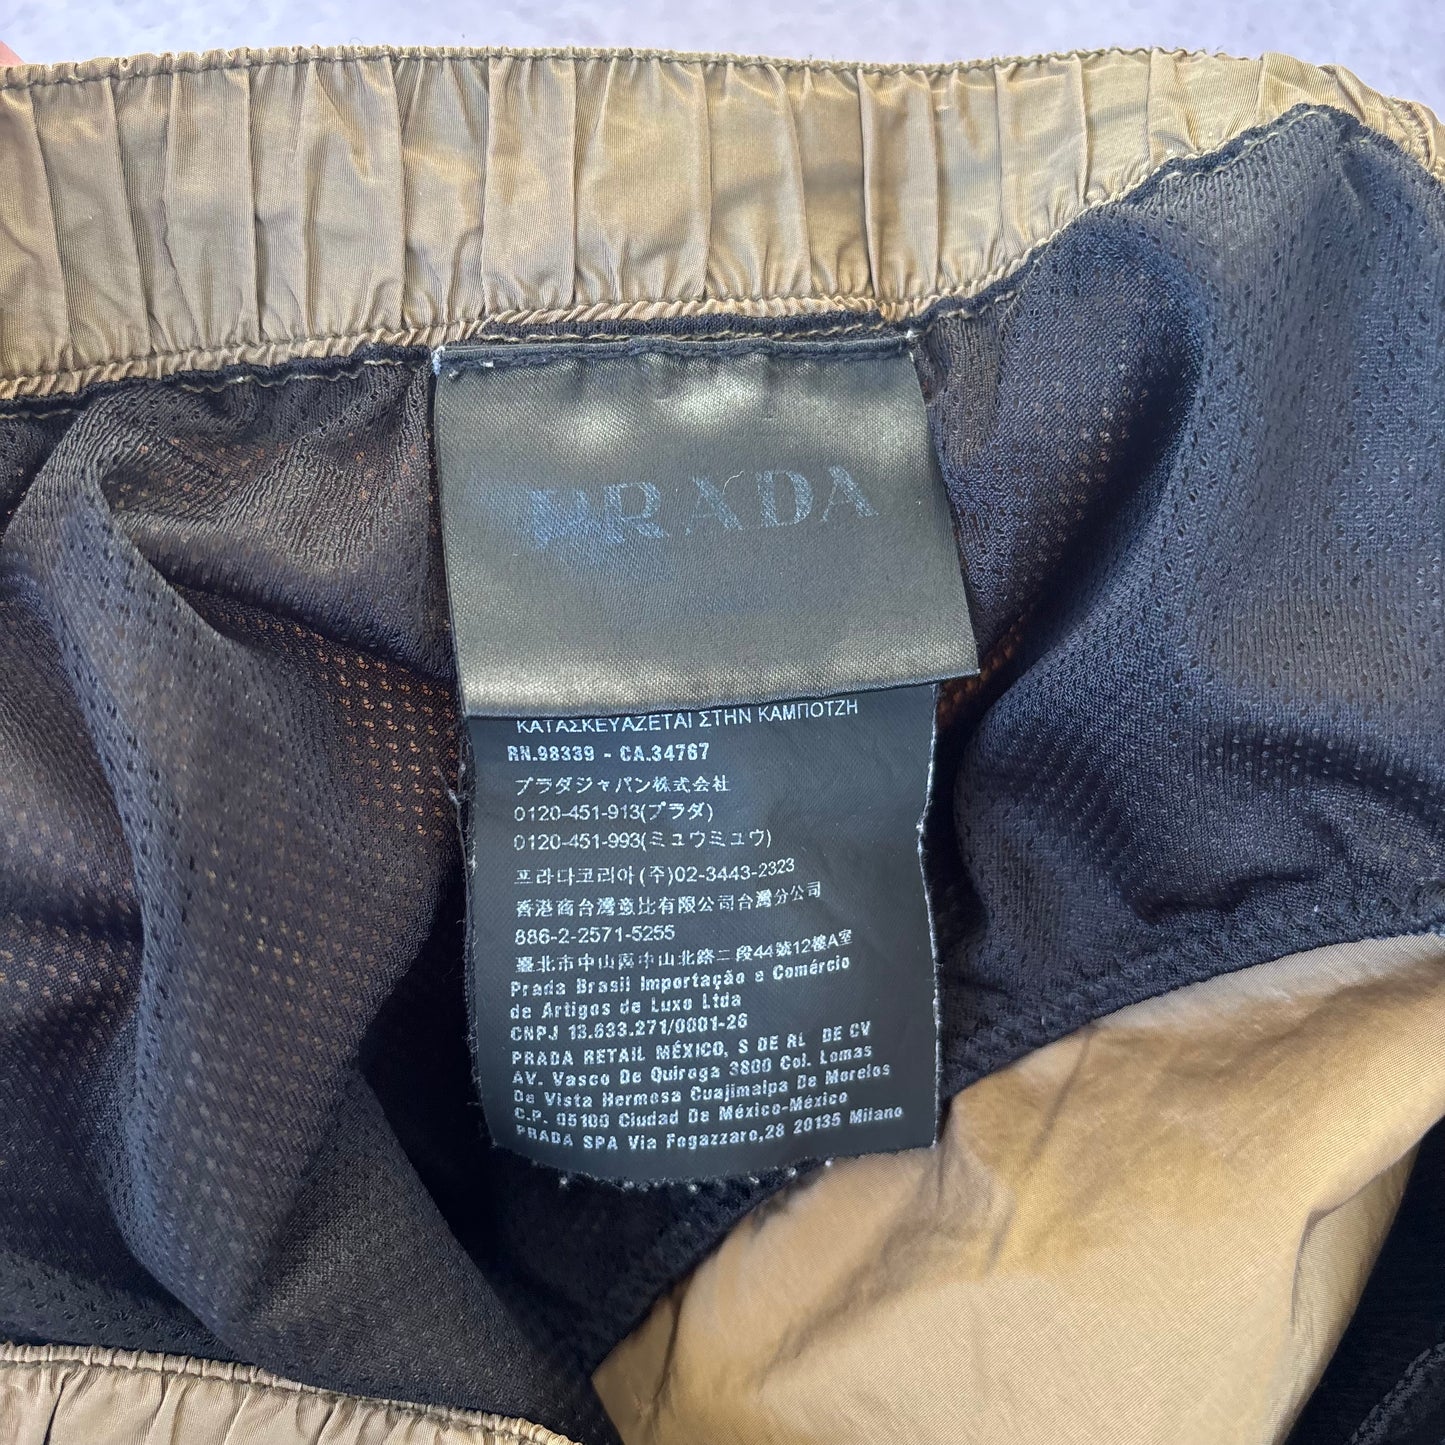 PRADA
ΚΑΤΑΣΚΕΥΑΖΕΤΑΙ ΣΤΗΝ ΚΑΜΠΟΤΖΗ
RN.98339 - CA.34767
プラダジャパン株式会社
0120-451-913(プラダ)
0120-451-993(ミュウミュウ)
프라다코리아(주)02-3443-2323
香港商台灣意比有限公司台灣分公司
886-2-2571-5255
臺北市中山區中山北路二段44號12樓A室
Prada Brasil Importação e Comércio
de Artigos de Luxo Ltda
CNPJ 13.633.271/0001-26
PRADA RETAIL MÉXICO, S DE RL DE CV
AV. Vasco De Quiroga 3800 Col. Lomas
De Vista Hermosa Cuajimalpa De Morelos
C.P. 05100 Ciudad De México-México
PRADA SPA Via Fogazzaro,28 20135 Milano